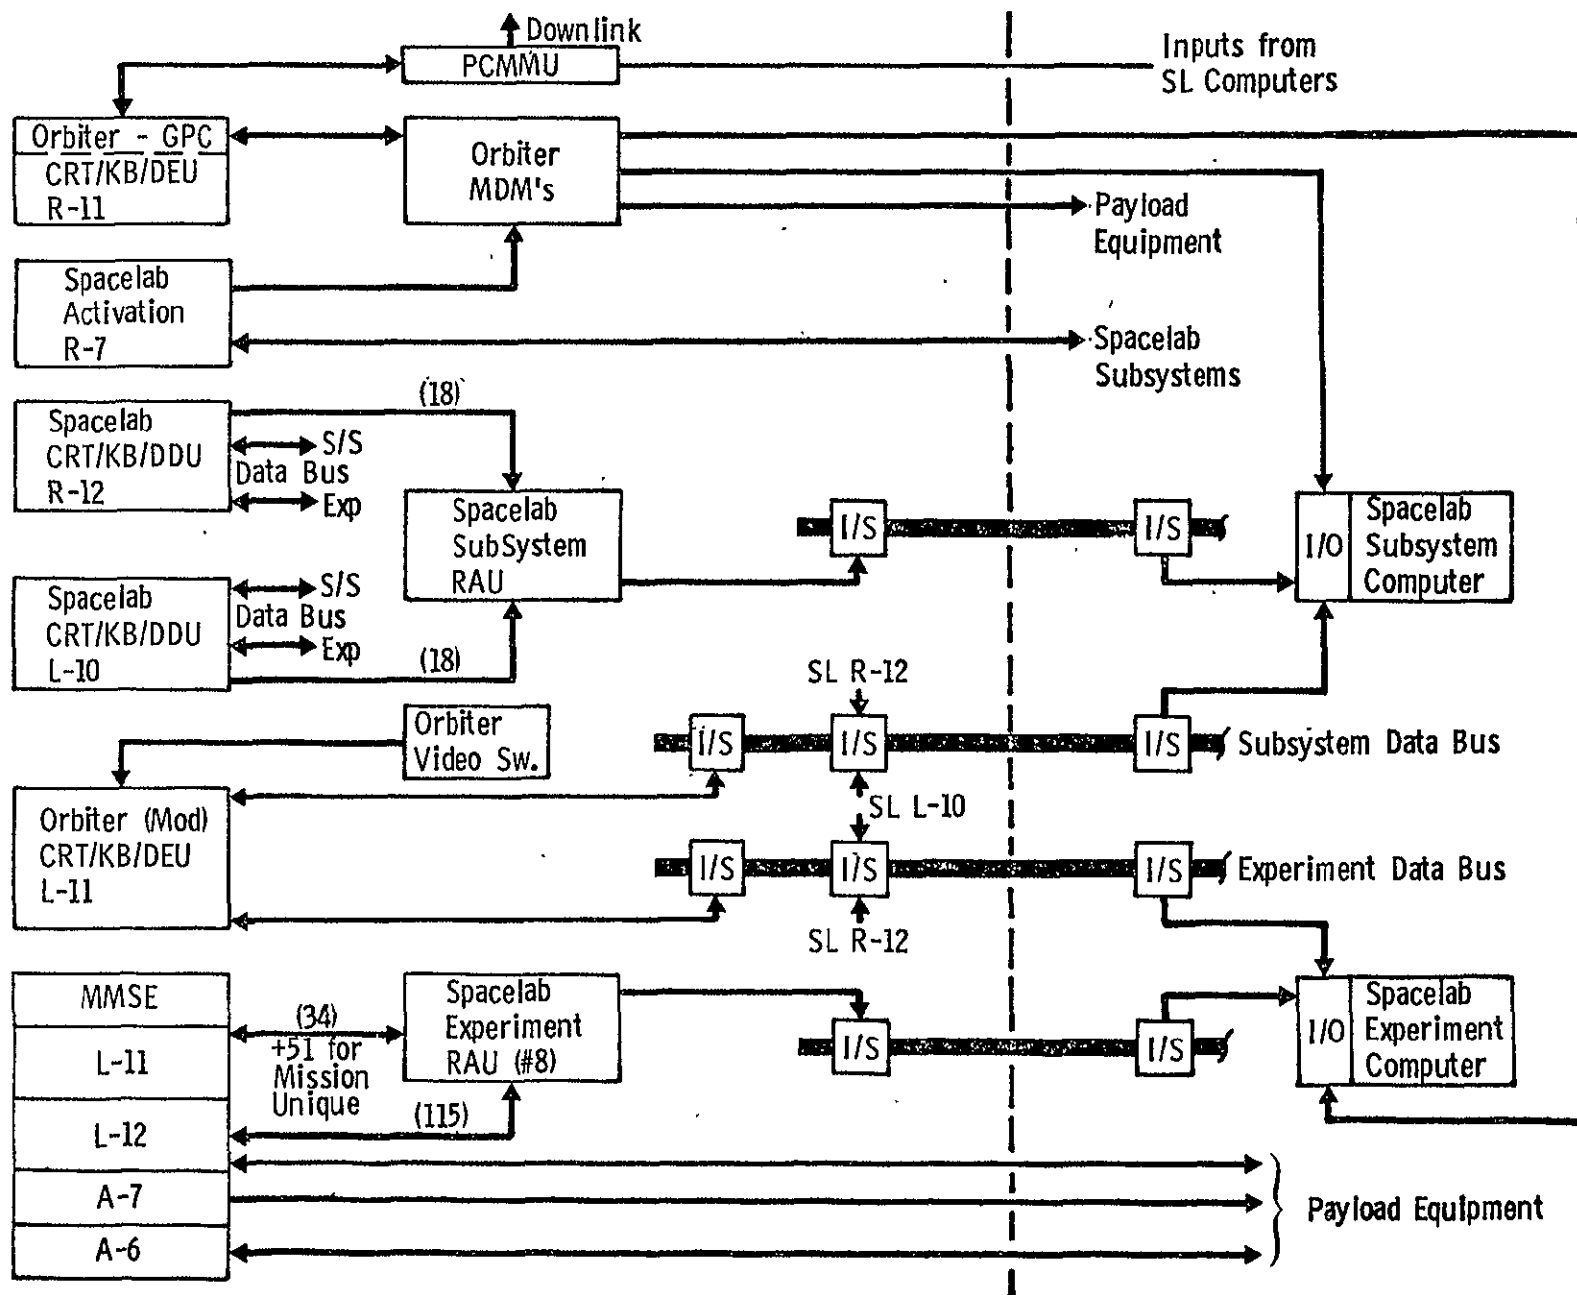 Downlink
PCMMU
Inputs from
SL Computers
Orbiter - GPC
CRT/KB/DEU
R-11
Orbiter
MDM's
Payload
Equipment
Spacelab
Activation
R-7
Spacelab
Subsystems
Spacelab
CRT/KB/DDU
R-12
(18)
S/S
Data Bus
Exp
Spacelab
SubSystem
RAU
I/S
I/S
I/O
Spacelab
Subsystem
Computer
Spacelab
CRT/KB/DDU
L-10
S/S
Data Bus
Exp
(18)
SL R-12
Orbiter
Video Sw.
I/S
I/S
I/S
Subsystem Data Bus
Orbiter (Mod)
CRT/KB/DEU
L-11
SL L-10
I/S
I/S
I/S
Experiment Data Bus
SL R-12
MMSE
L-11
L-12
A-7
A-6
(34)
+51 for
Mission
Unique
(115)
Spacelab
Experiment
RAU (#8)
I/S
I/S
I/O
Spacelab
Experiment
Computer
Payload Equipment